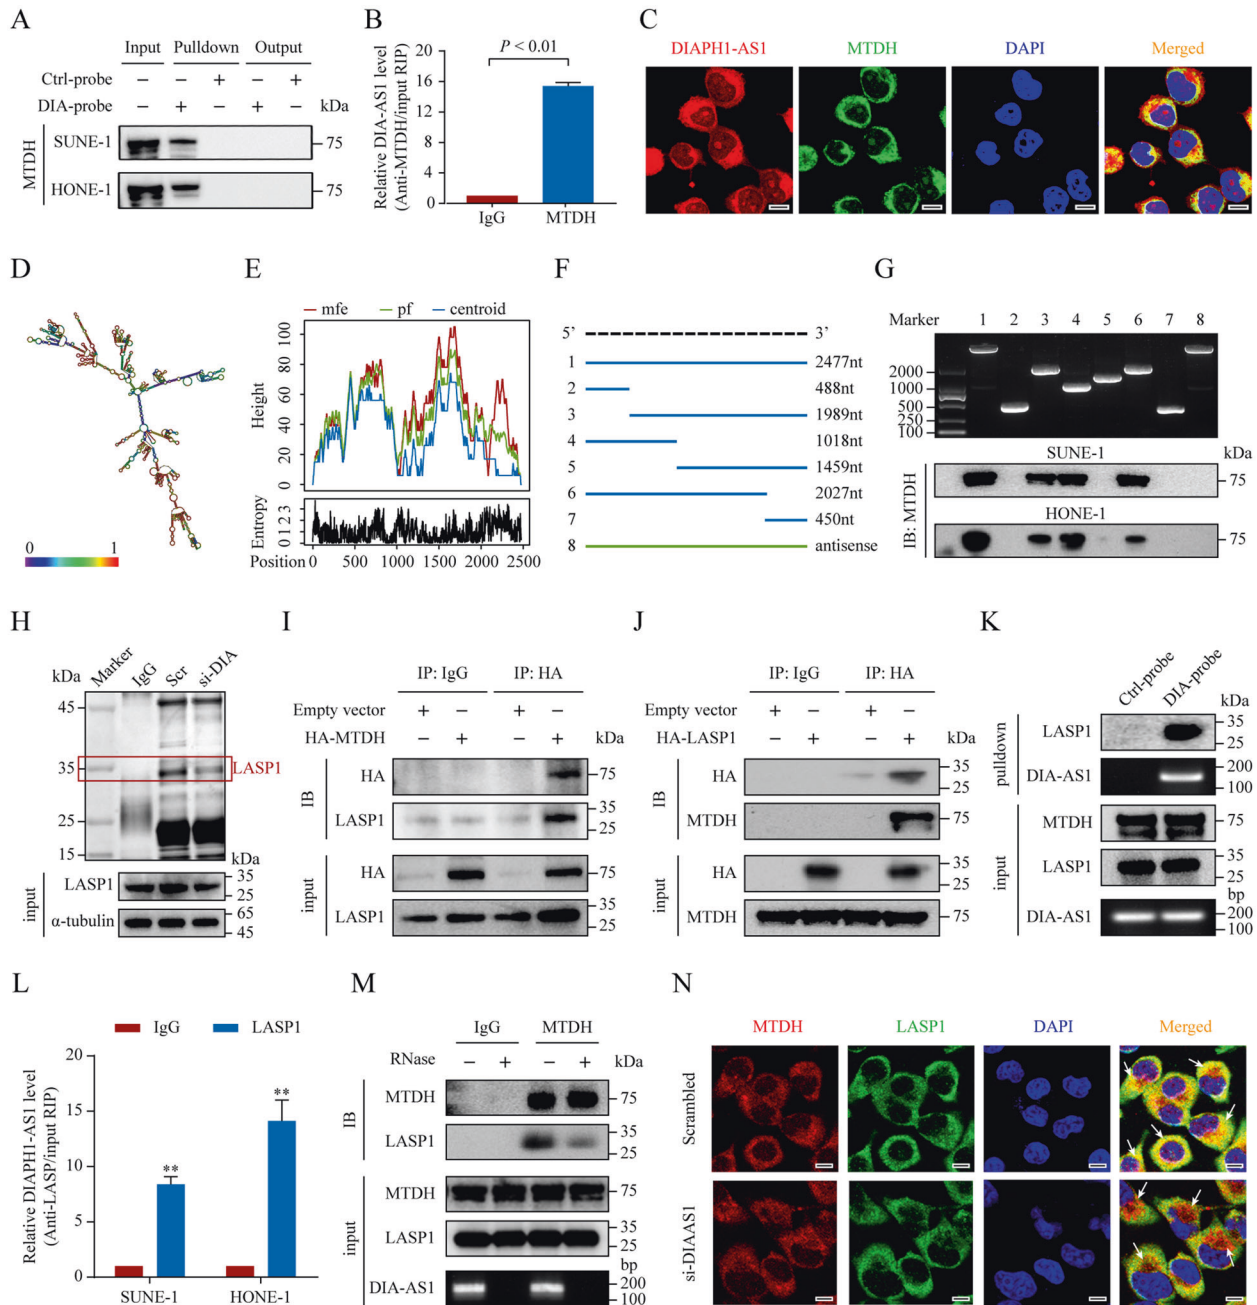 A
Input Pulldown Output
Ctrl-probe – – + – +
DIA-probe – + – + – kDa
MTDH
SUNE-1 75
HONE-1 75
B
P < 0.01
Relative DIA-AS1 level
(Anti-MTDH/input RIP)
20
16
12
8
4
0
IgG MTDH
C
DIAPH1-AS1 MTDH DAPI Merged
D
0 1
E
mfe pf centroid
Height
100
80
60
40
20
0
Entropy
0 1 2 3
Position 0 500 1000 1500 2000 2500
F
5’ 3’
1 2477nt
2 488nt
3 1989nt
4 1018nt
5 1459nt
6 2027nt
7 450nt
8 antisense
G
Marker 1 2 3 4 5 6 7 8
2000
1000
500
250
100
SUNE-1 kDa
75
HONE-1
75
IB: MTDH
H
kDa Marker IgG Scr si-DIA
45
35 LASP1
25
15
kDa
input
LASP1 35
25
α-tubulin 65
45
I
IP: IgG IP: HA
Empty vector + – + –
HA-MTDH – + – + kDa
IB
HA 75
LASP1 35
25
input
HA 75
LASP1 35
25
J
IP: IgG IP: HA
Empty vector + – + –
HA-LASP1 – + – + kDa
IB
HA 35
25
MTDH 75
input
HA 35
25
MTDH 75
K
Ctrl-probe DIA-probe
kDa
pulldown
LASP1 35
25
DIA-AS1 200
100
input
MTDH 75
LASP1 35
25
bp
DIA-AS1 200
100
L
IgG LASP1
Relative DIAPH1-AS1 level
(Anti-LASP/input RIP)
20
15
10
5
0
**
**
SUNE-1 HONE-1
M
IgG MTDH
RNase – + – + kDa
IB
MTDH 75
LASP1 35
25
input
MTDH 75
LASP1 35
25
bp
DIA-AS1 200
100
N
MTDH LASP1 DAPI Merged
Scrambled
si-DIAAS1